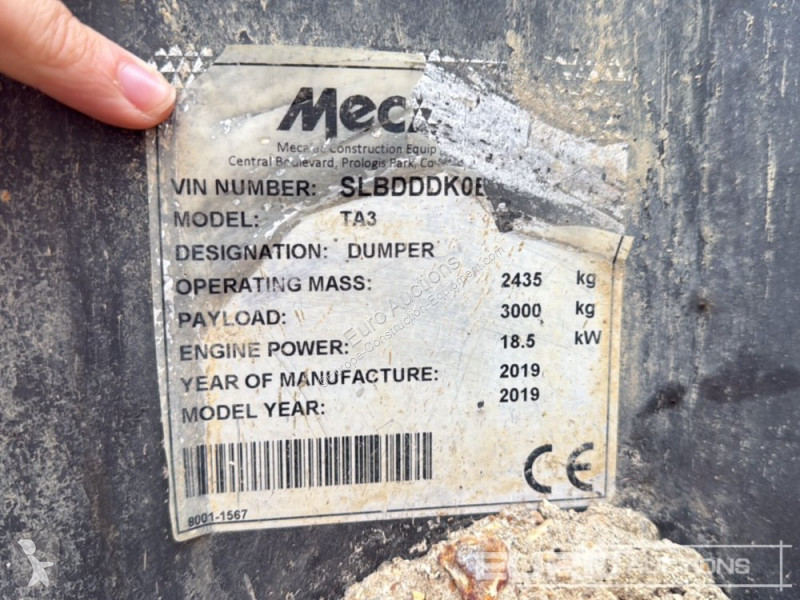 Meca
Construction Equip
Central Boulevard, Prologis Park, Co
VIN NUMBER: SLBDDDK0E
MODEL: TA3
DESIGNATION: DUMPER
OPERATING MASS: 2435 kg
PAYLOAD: 3000 kg
ENGINE POWER: 18.5 kW
YEAR OF MANUFACTURE: 2019
MODEL YEAR: 2019
CE
8001-1567
Euro Auctions